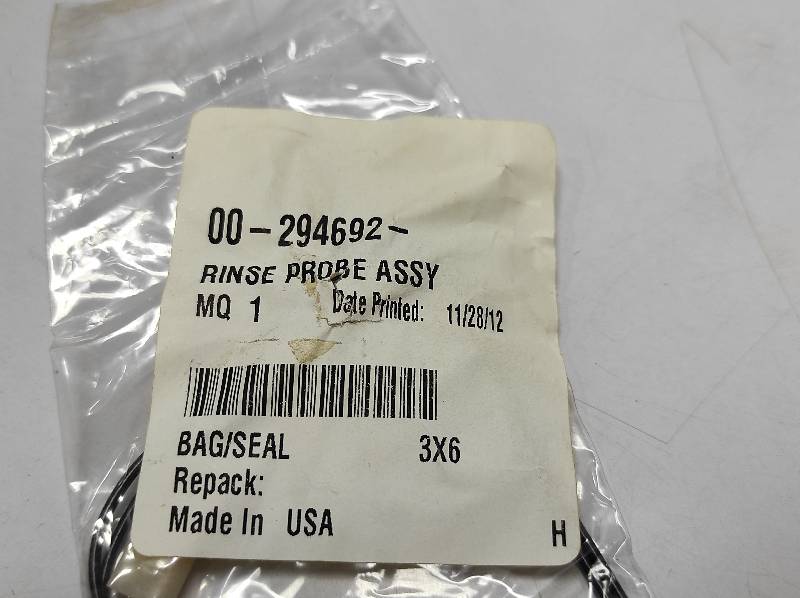 00-294692-
RINSE PROBE ASSY
MQ 1 Date Printed: 11/28/12
BAG/SEAL 3X6
Repack:
Made In USA H